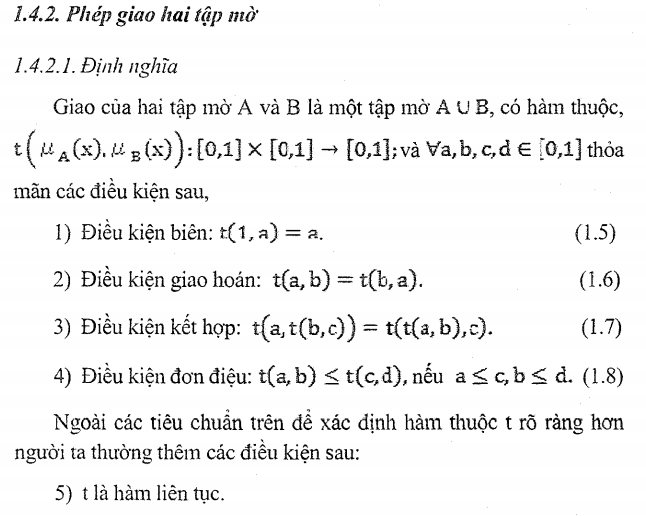 1.4.2. Phép giao hai tập mờ
1.4.2.1. Định nghĩa
Giao của hai tập mờ A và B là một tập mờ A ∪ B, có hàm thuộc,
t(μ_A(x), μ_B(x)): [0,1] × [0,1] → [0,1]; và ∀a, b, c, d ∈ [0,1] thỏa
mãn các điều kiện sau,
1) Điều kiện biên: t(1, a) = a. (1.5)
2) Điều kiện giao hoán: t(a, b) = t(b, a). (1.6)
3) Điều kiện kết hợp: t(a, t(b, c)) = t(t(a, b), c). (1.7)
4) Điều kiện đơn điệu: t(a, b) ≤ t(c, d), nếu a ≤ c, b ≤ d. (1.8)
Ngoài các tiêu chuẩn trên để xác định hàm thuộc t rõ ràng hơn
người ta thường thêm các điều kiện sau:
5) t là hàm liên tục.